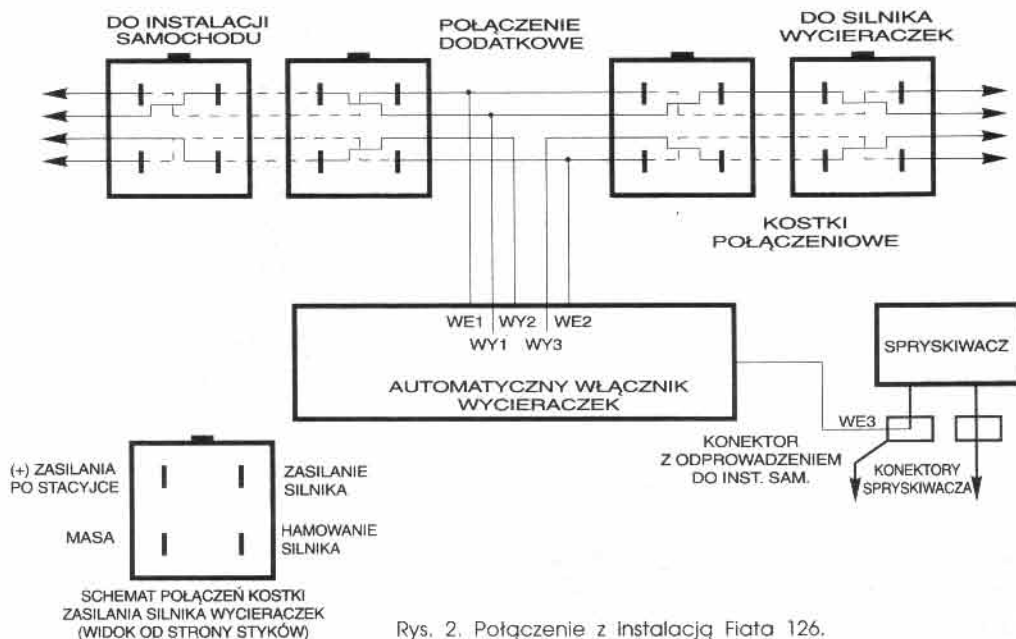 DO INSTALACJI
SAMOCHODU
POŁĄCZENIE
DODATKOWE
DO SILNIKA
WYCIERACZEK
KOSTKI
POŁĄCZENIOWE
WE1 WY2 WE2
WY1 WY3
AUTOMATYCZNY WŁĄCZNIK
WYCIERACZEK
SPRYSKIWACZ
WE3
KONEKTOR
Z ODPROWADZENIEM
DO INST. SAM.
KONEKTORY
SPRYSKIWACZA
(+) ZASILANIA
PO STACYJCE
ZASILANIE
SILNIKA
MASA
HAMOWANIE
SILNIKA
SCHEMAT POŁĄCZEŃ KOSTKI
ZASILANIA SILNIKA WYCIERACZEK
(WIDOK OD STRONY STYKÓW)
Rys. 2. Połączenie z instalacją Fiata 126.